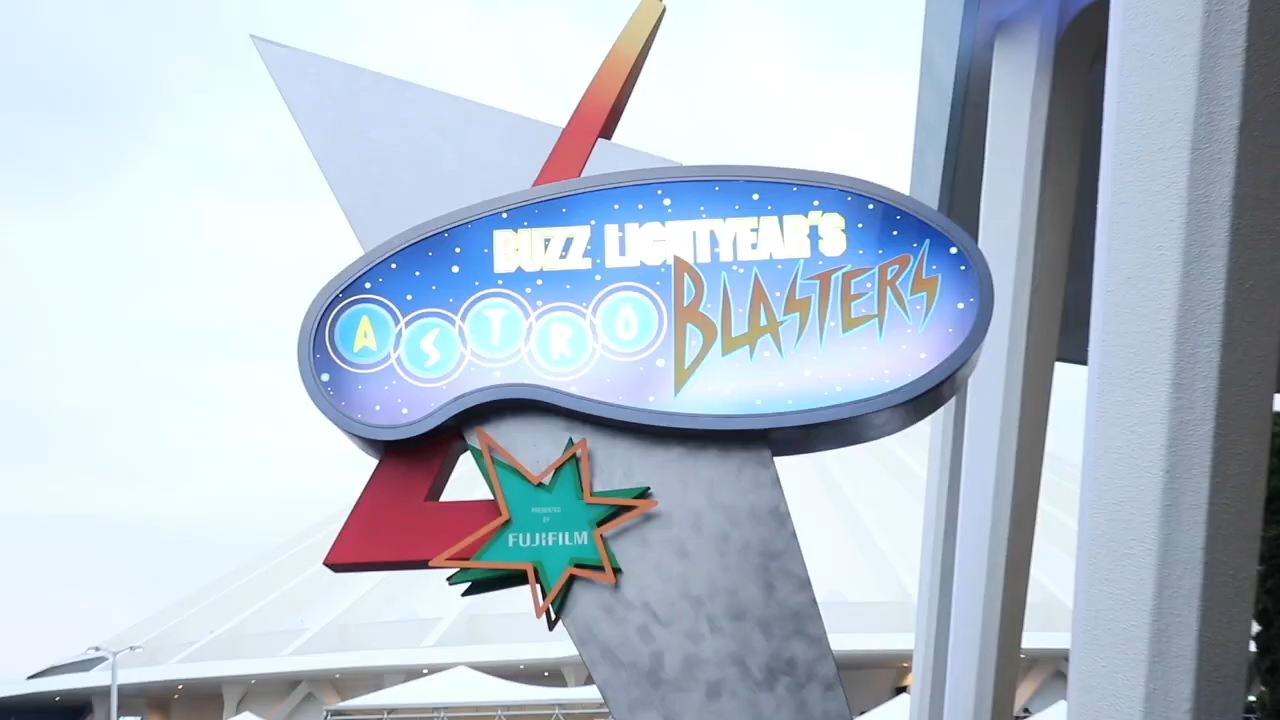 BUZZ LIGHTYEAR'S
ASTRO BLASTERS
PRESENTED
BY
FUJIFILM